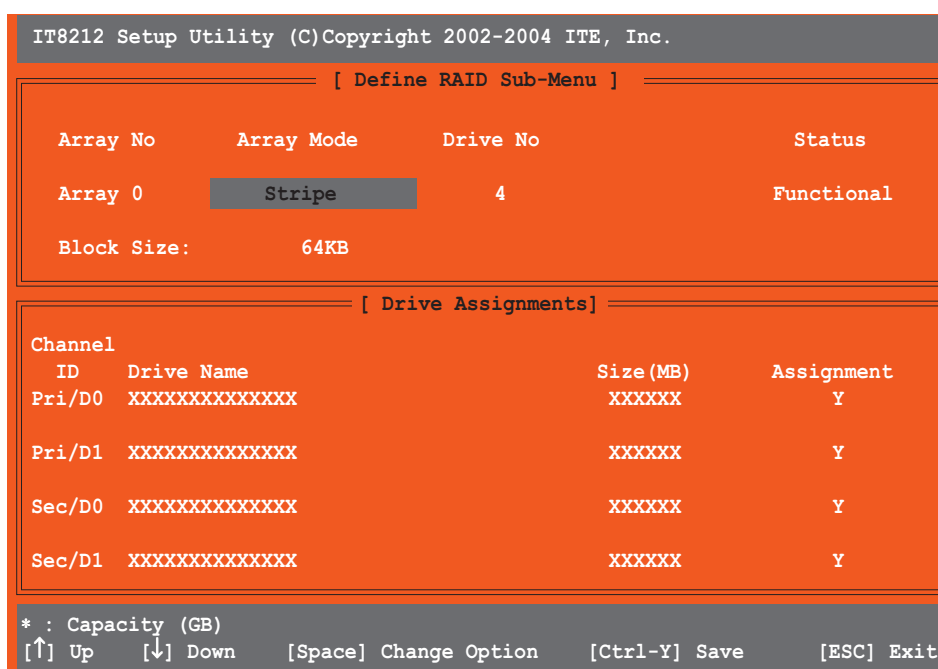 IT8212 Setup Utility (C)Copyright 2002-2004 ITE, Inc.
[ Define RAID Sub-Menu ]
Array No Array Mode Drive No Status
Array 0 Stripe 4 Functional
Block Size: 64KB
[ Drive Assignments]
Channel
ID Drive Name Size(MB) Assignment
Pri/D0 XXXXXXXXXXXXXX XXXXXX Y
Pri/D1 XXXXXXXXXXXXXX XXXXXX Y
Sec/D0 XXXXXXXXXXXXXX XXXXXX Y
Sec/D1 XXXXXXXXXXXXXX XXXXXX Y
* : Capacity (GB)
[↑] Up [↓] Down [Space] Change Option [Ctrl-Y] Save [ESC] Exit